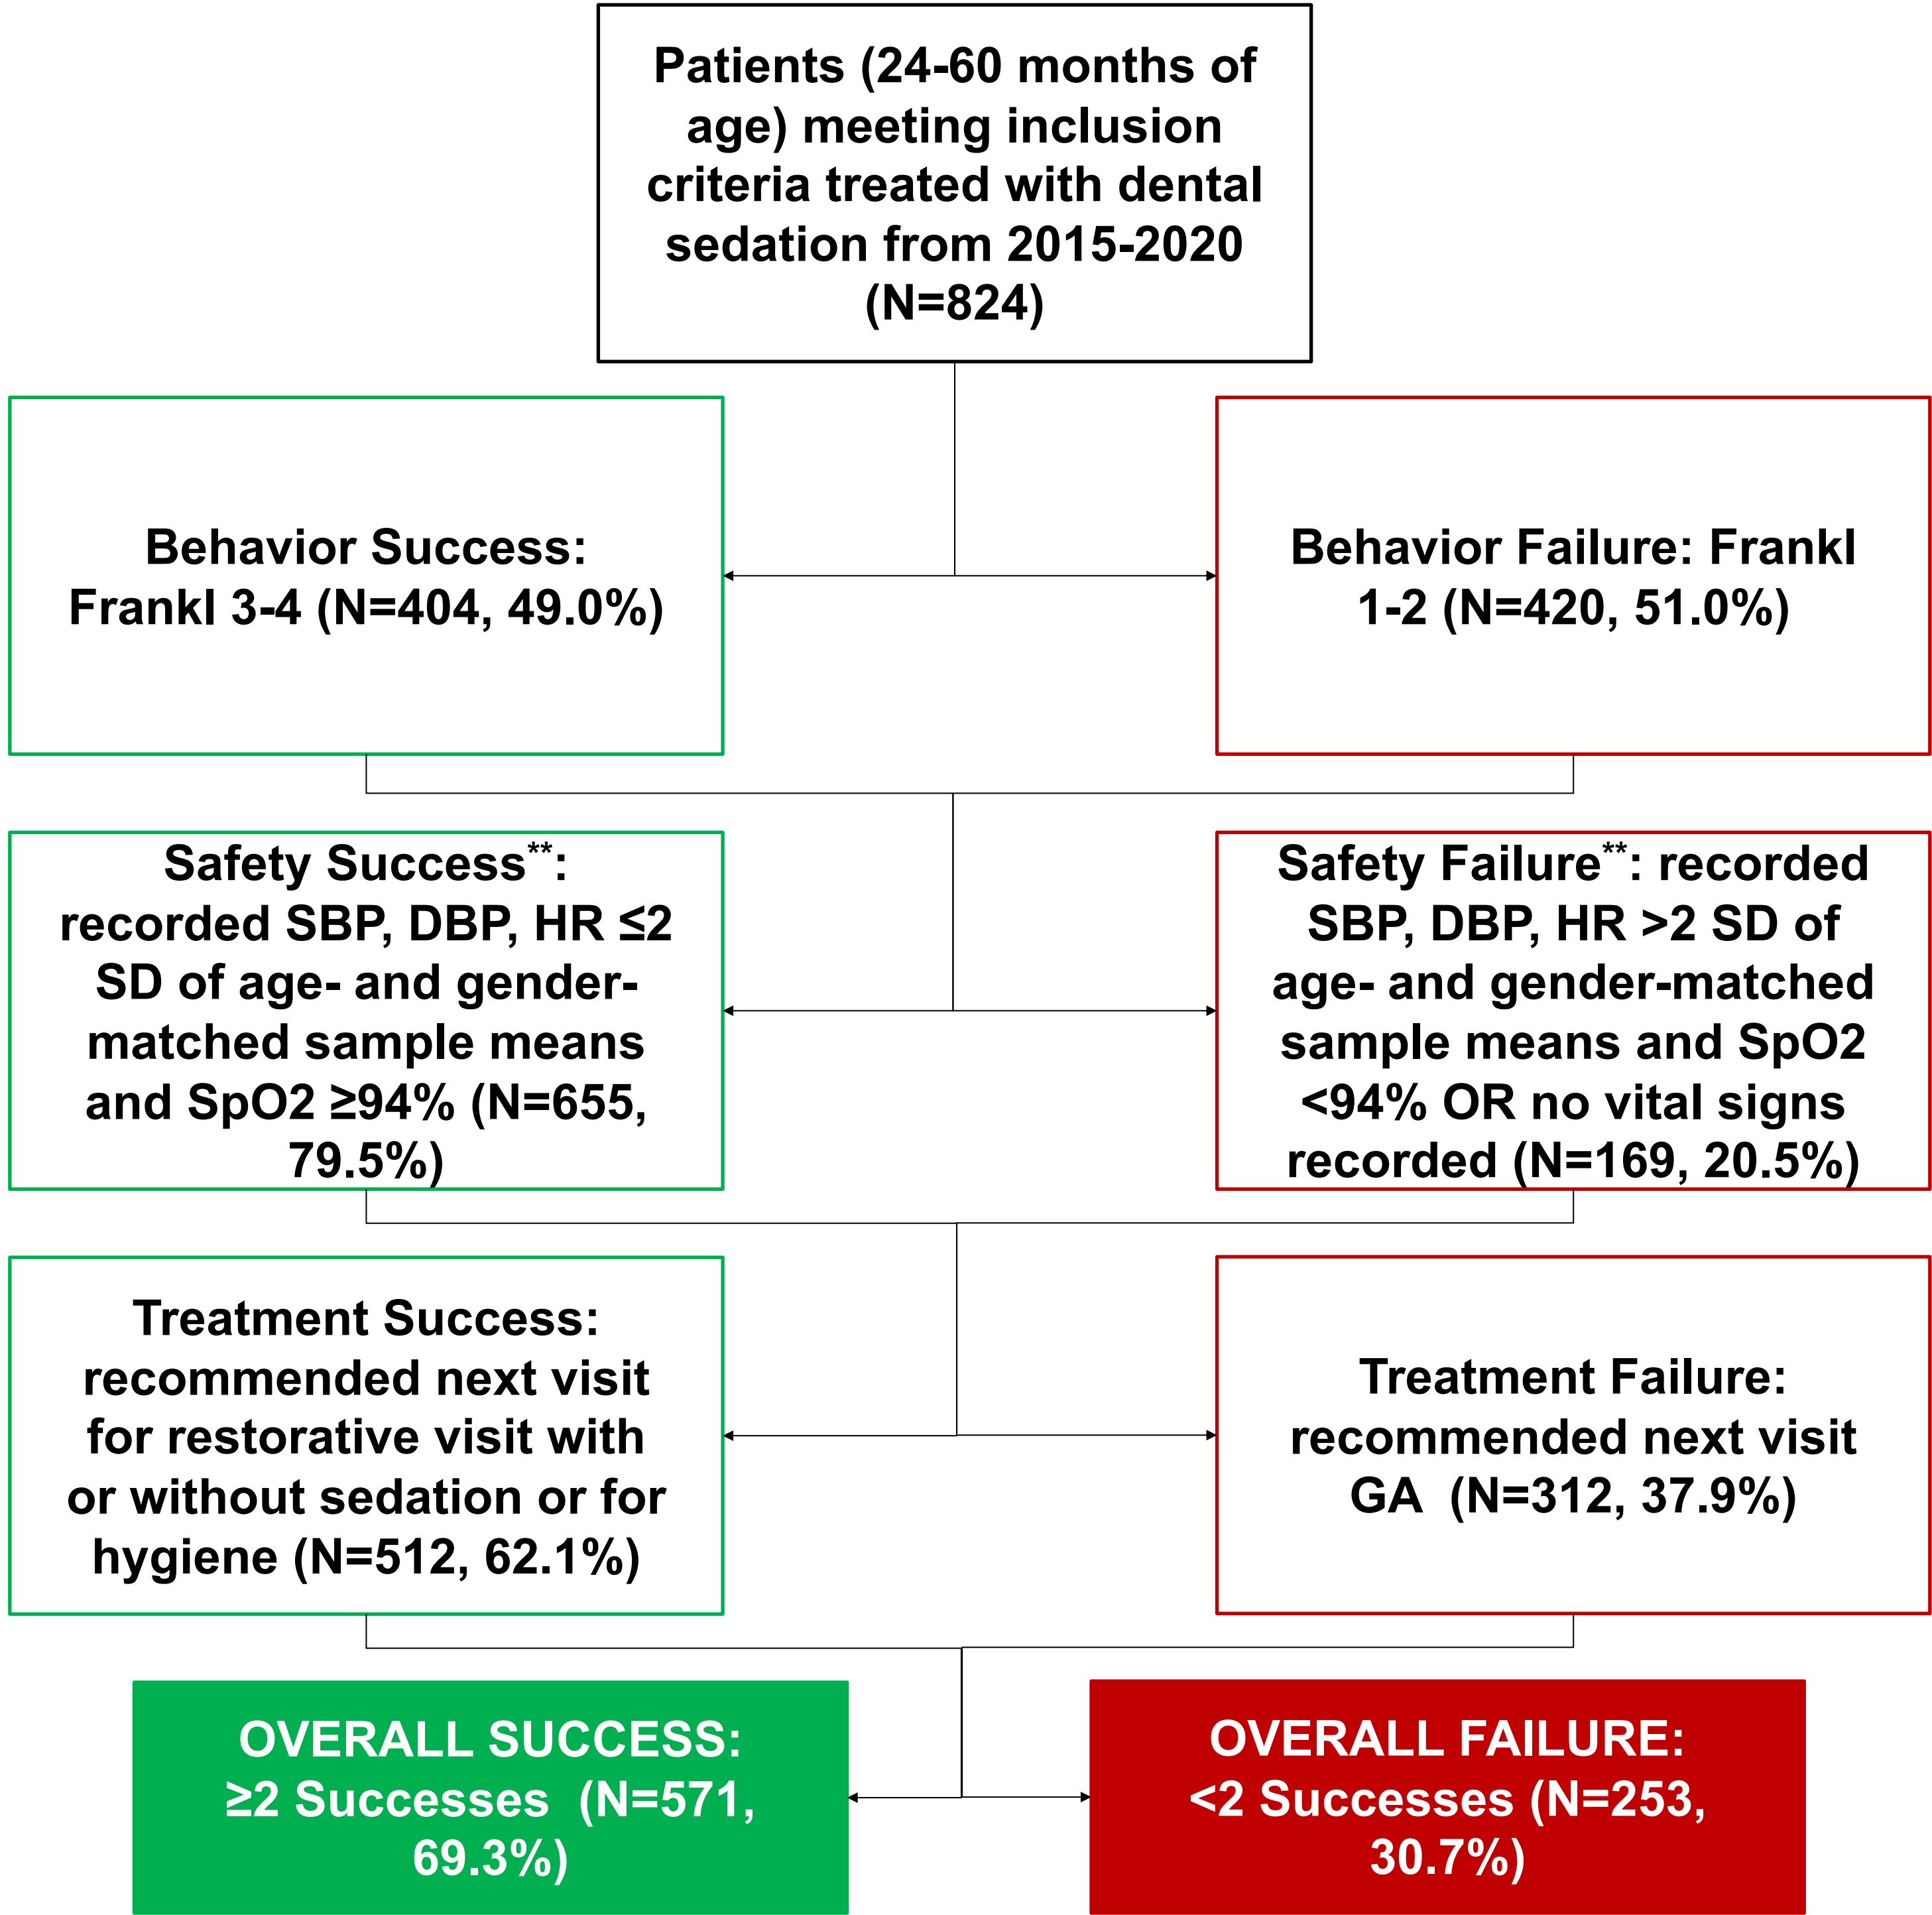 Patients (24-60 months of
age) meeting inclusion
criteria treated with dental
sedation from 2015-2020
(N=824)
Behavior Success:
Frankl 3-4 (N=404, 49.0%)
Behavior Failure: Frankl
1-2 (N=420, 51.0%)
Safety Success**:
recorded SBP, DBP, HR ≤2
SD of age- and gender-
matched sample means
and SpO2 ≥94% (N=655,
79.5%)
Safety Failure**: recorded
SBP, DBP, HR >2 SD of
age- and gender-matched
sample means and SpO2
<94% OR no vital signs
recorded (N=169, 20.5%)
Treatment Success:
recommended next visit
for restorative visit with
or without sedation or for
hygiene (N=512, 62.1%)
Treatment Failure:
recommended next visit
GA  (N=312, 37.9%)
OVERALL SUCCESS:
≥2 Successes  (N=571,
69.3%)
OVERALL FAILURE:
<2 Successes (N=253,
30.7%)